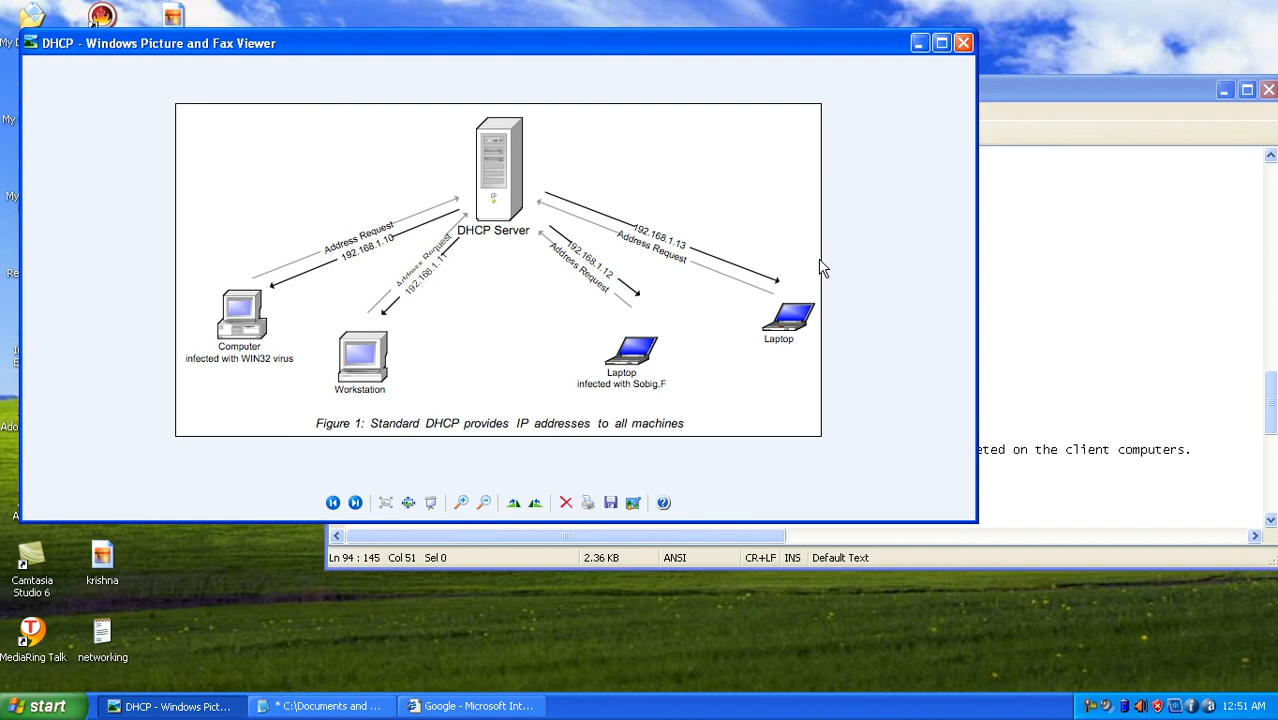 DHCP - Windows Picture and Fax Viewer
DHCP Server
Address Request
192.168.1.10
Address Request
192.168.1.11
192.168.1.12
Address Request
192.168.1.13
Address Request
Computer
infected with WIN32 virus
Workstation
Laptop
infected with Sobig.F
Laptop
Figure 1: Standard DHCP provides IP addresses to all machines
eted on the client computers.
Ln 94 : 145 Col 51 Sel 0 2.36 KB ANSI CR+LF INS Default Text
Camtasia
Studio 6
krishna
MediaRing Talk
networking
start
DHCP - Windows Pict...
* C:\Documents and ...
Google - Microsoft Int...
12:51 AM